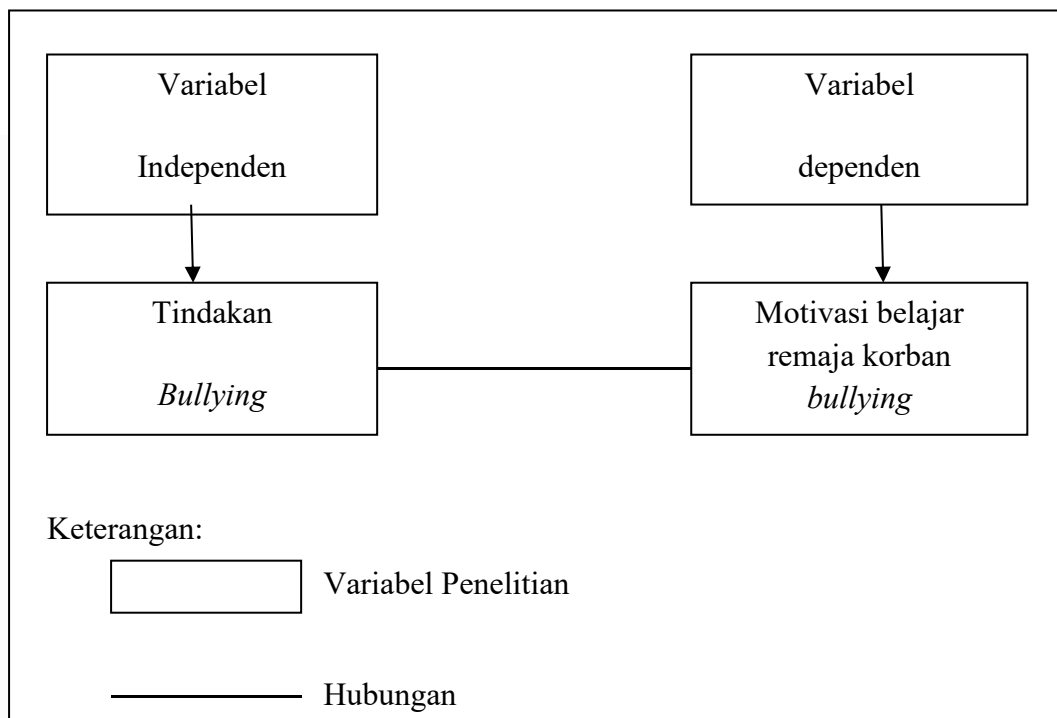 Variabel
Independen
Variabel
dependen
Tindakan
Bullying
Motivasi belajar
remaja korban
bullying
Keterangan:
Variabel Penelitian
Hubungan